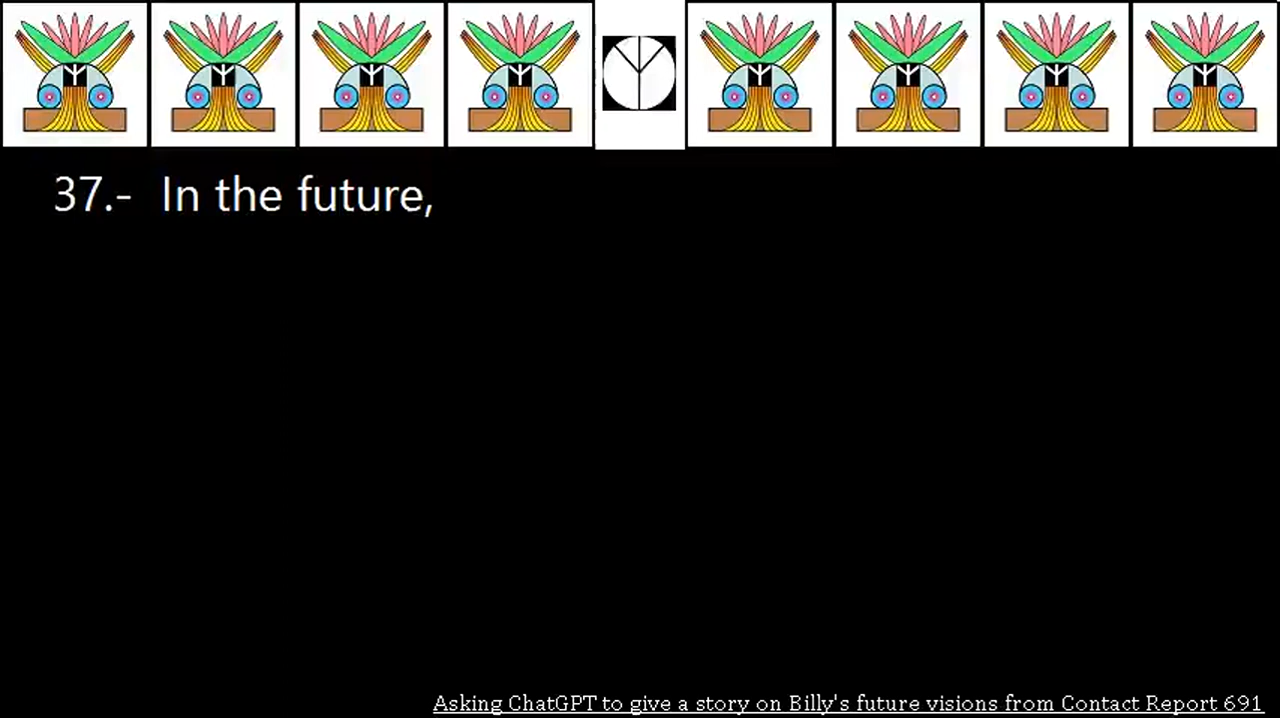 37.- In the future,
Asking ChatGPT to give a story on Billy's future visions from Contact Report 691